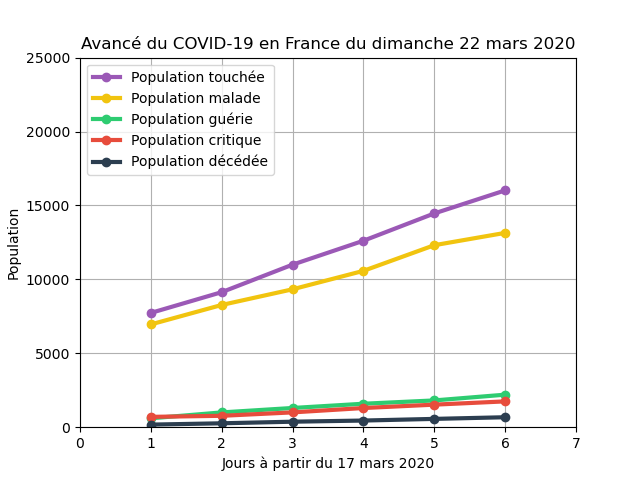 Avancé du COVID-19 en France du dimanche 22 mars 2020
25000
20000
15000
10000
5000
0
Population
Population touchée
Population malade
Population guérie
Population critique
Population décédée
0 1 2 3 4 5 6 7
Jours à partir du 17 mars 2020